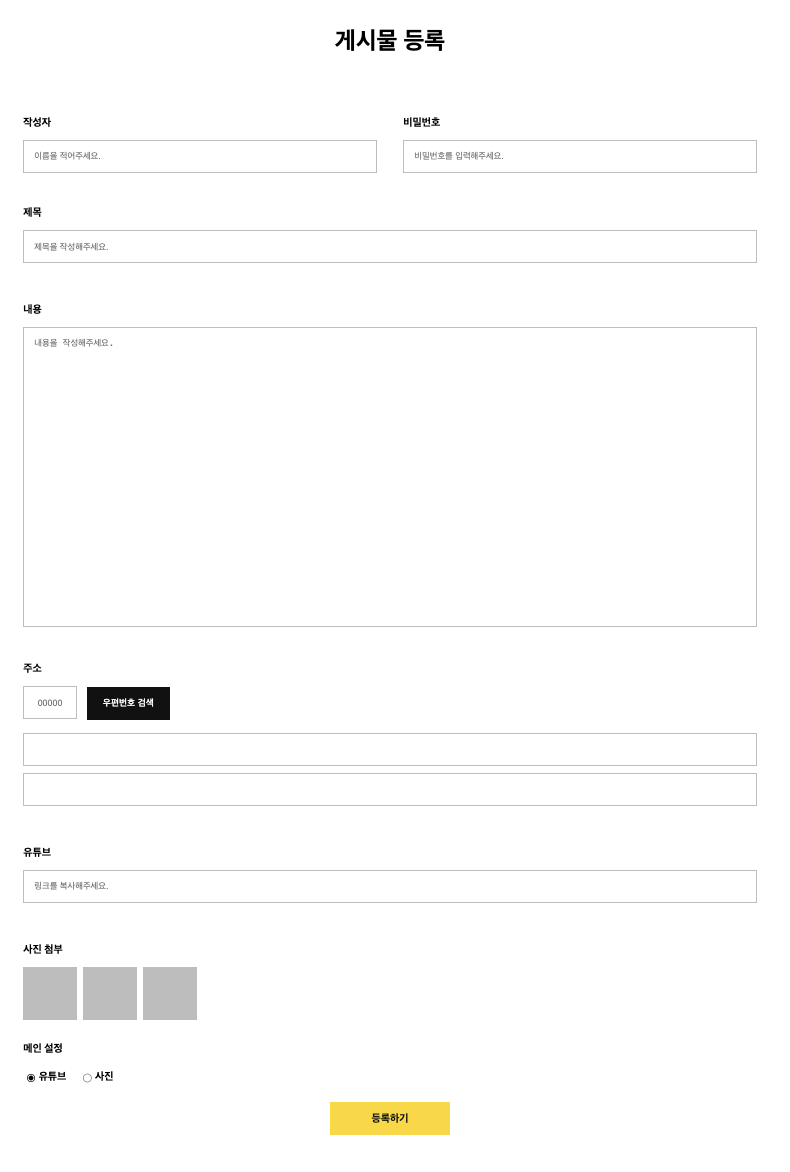 게시물 등록
작성자
비밀번호
이름을 적어주세요.
비밀번호를 입력해주세요.
제목
제목을 작성해주세요.
내용
내용을 작성해주세요.
주소
00000
우편번호 검색
유튜브
링크를 복사해주세요.
사진 첨부
메인 설정
유튜브 사진
등록하기